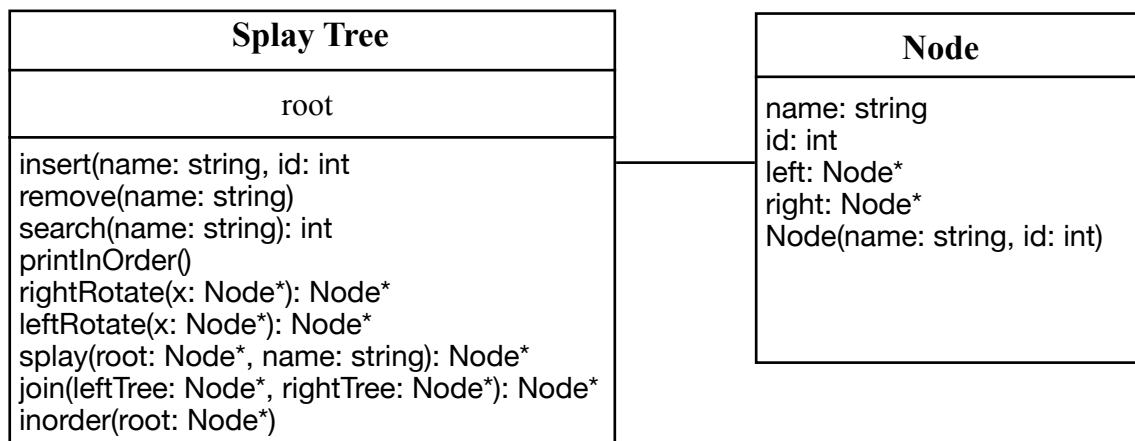 Splay Tree
root
insert(name: string, id: int
remove(name: string)
search(name: string): int
printInOrder()
rightRotate(x: Node*): Node*
leftRotate(x: Node*): Node*
splay(root: Node*, name: string): Node*
join(leftTree: Node*, rightTree: Node*): Node*
inorder(root: Node*)
Node
name: string
id: int
left: Node*
right: Node*
Node(name: string, id: int)